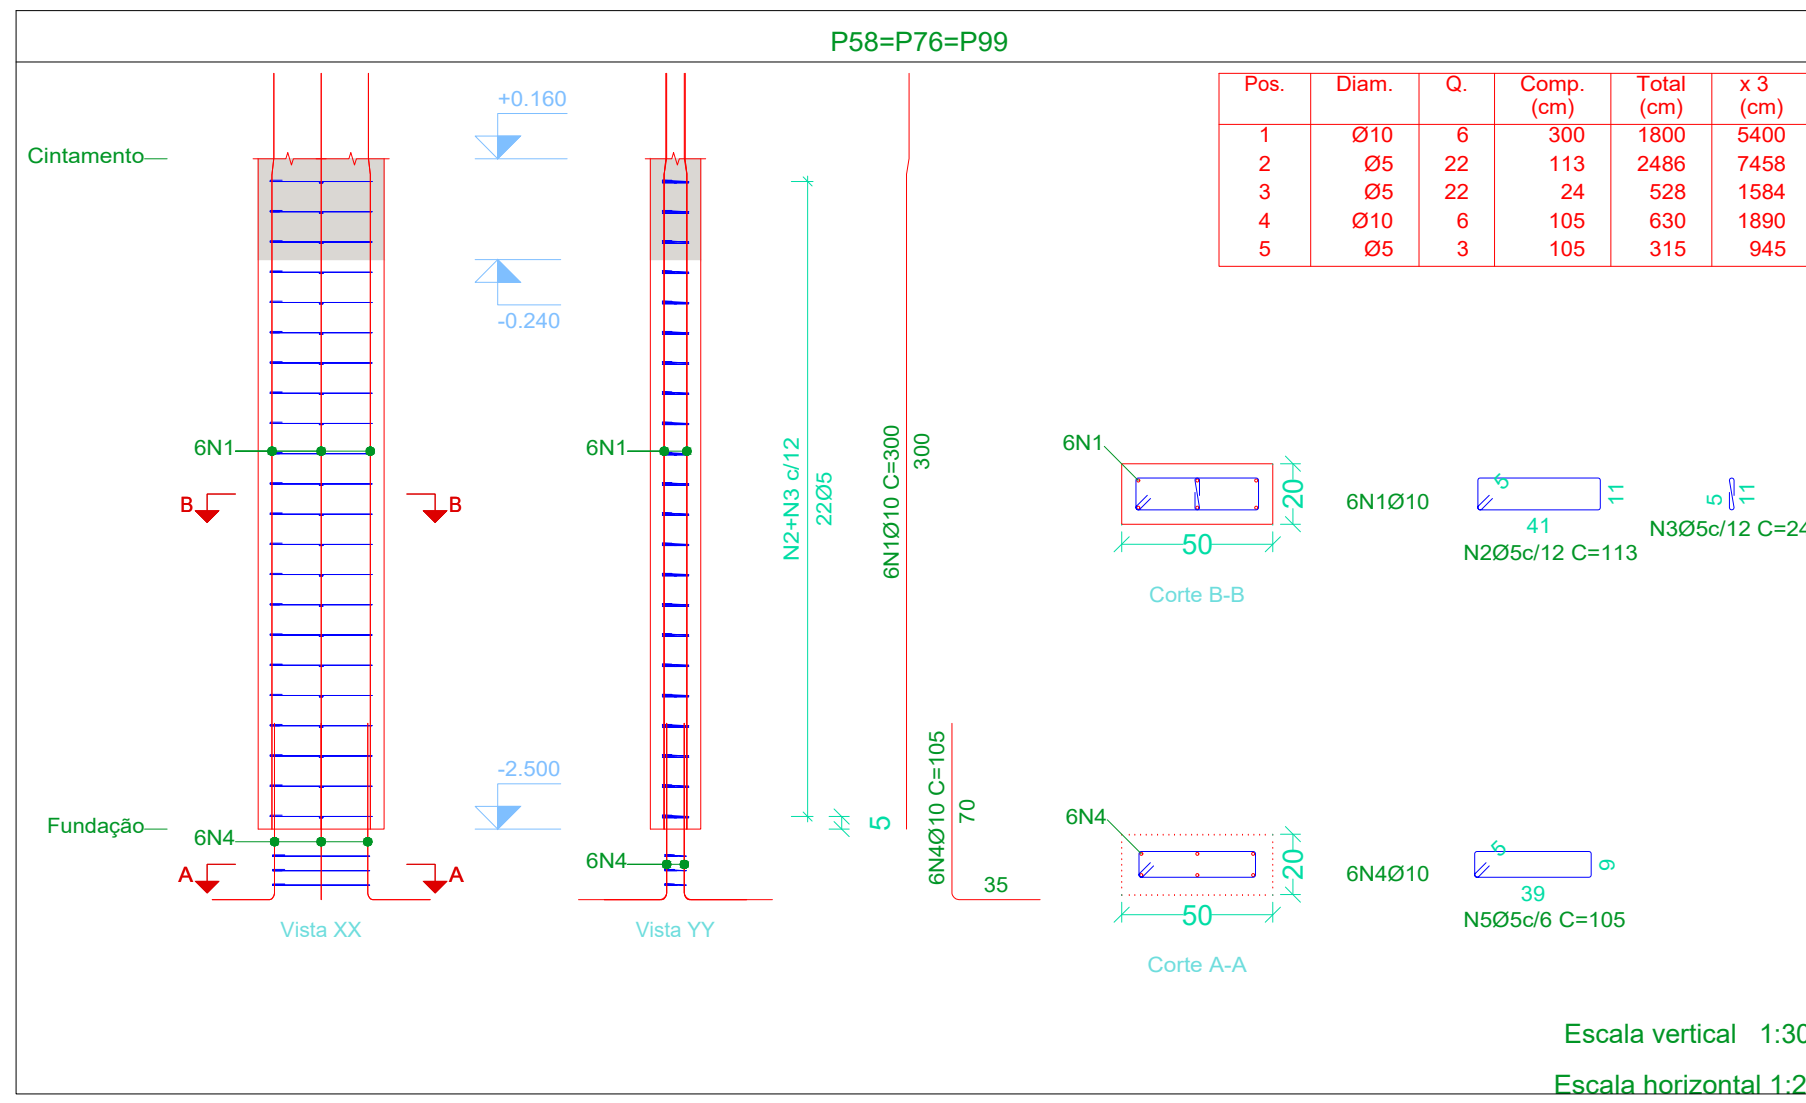 P58=P76=P99
Pos. Diam. Q. Comp. (cm) Total (cm) x 3 (cm)
1 Ø10 6 300 1800 5400
2 Ø5 22 113 2486 7458
3 Ø5 22 24 528 1584
4 Ø10 6 105 630 1890
5 Ø5 3 105 315 945
+0.160
Cintamento
-0.240
6N1
6N1
B
B
N2+N3 c/12
22Ø5
6N1Ø10 C=300
300
6N1
20
50
6N1Ø10
Corte B-B
5
11
41
N2Ø5c/12 C=113
5
11
N3Ø5c/12 C=24
-2.500
Fundação
6N4
6N4
A
A
5
6N4Ø10 C=105
70
35
Vista XX
Vista YY
6N4
20
50
6N4Ø10
Corte A-A
5
9
39
N5Ø5c/6 C=105
Escala vertical 1:30
Escala horizontal 1:2